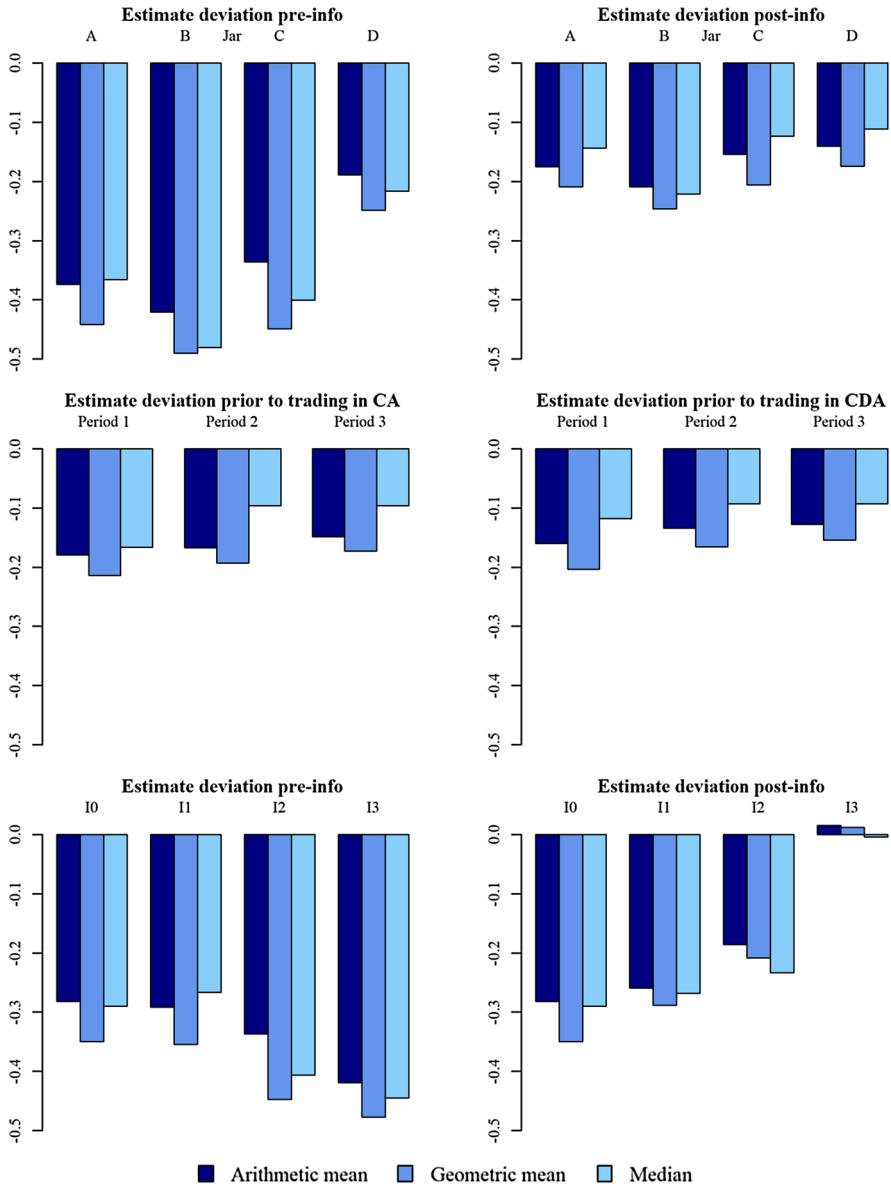 Estimate deviation pre-info
A B Jar C D
0.0
-0.1
-0.2
-0.3
-0.4
-0.5
Estimate deviation post-info
A B Jar C D
0.0
-0.1
-0.2
-0.3
-0.4
-0.5
Estimate deviation prior to trading in CA
Period 1 Period 2 Period 3
0.0
-0.1
-0.2
-0.3
-0.4
-0.5
Estimate deviation prior to trading in CDA
Period 1 Period 2 Period 3
0.0
-0.1
-0.2
-0.3
-0.4
-0.5
Estimate deviation pre-info
I0 I1 I2 I3
0.0
-0.1
-0.2
-0.3
-0.4
-0.5
Estimate deviation post-info
I0 I1 I2 I3
0.0
-0.1
-0.2
-0.3
-0.4
-0.5
Arithmetic mean Geometric mean Median